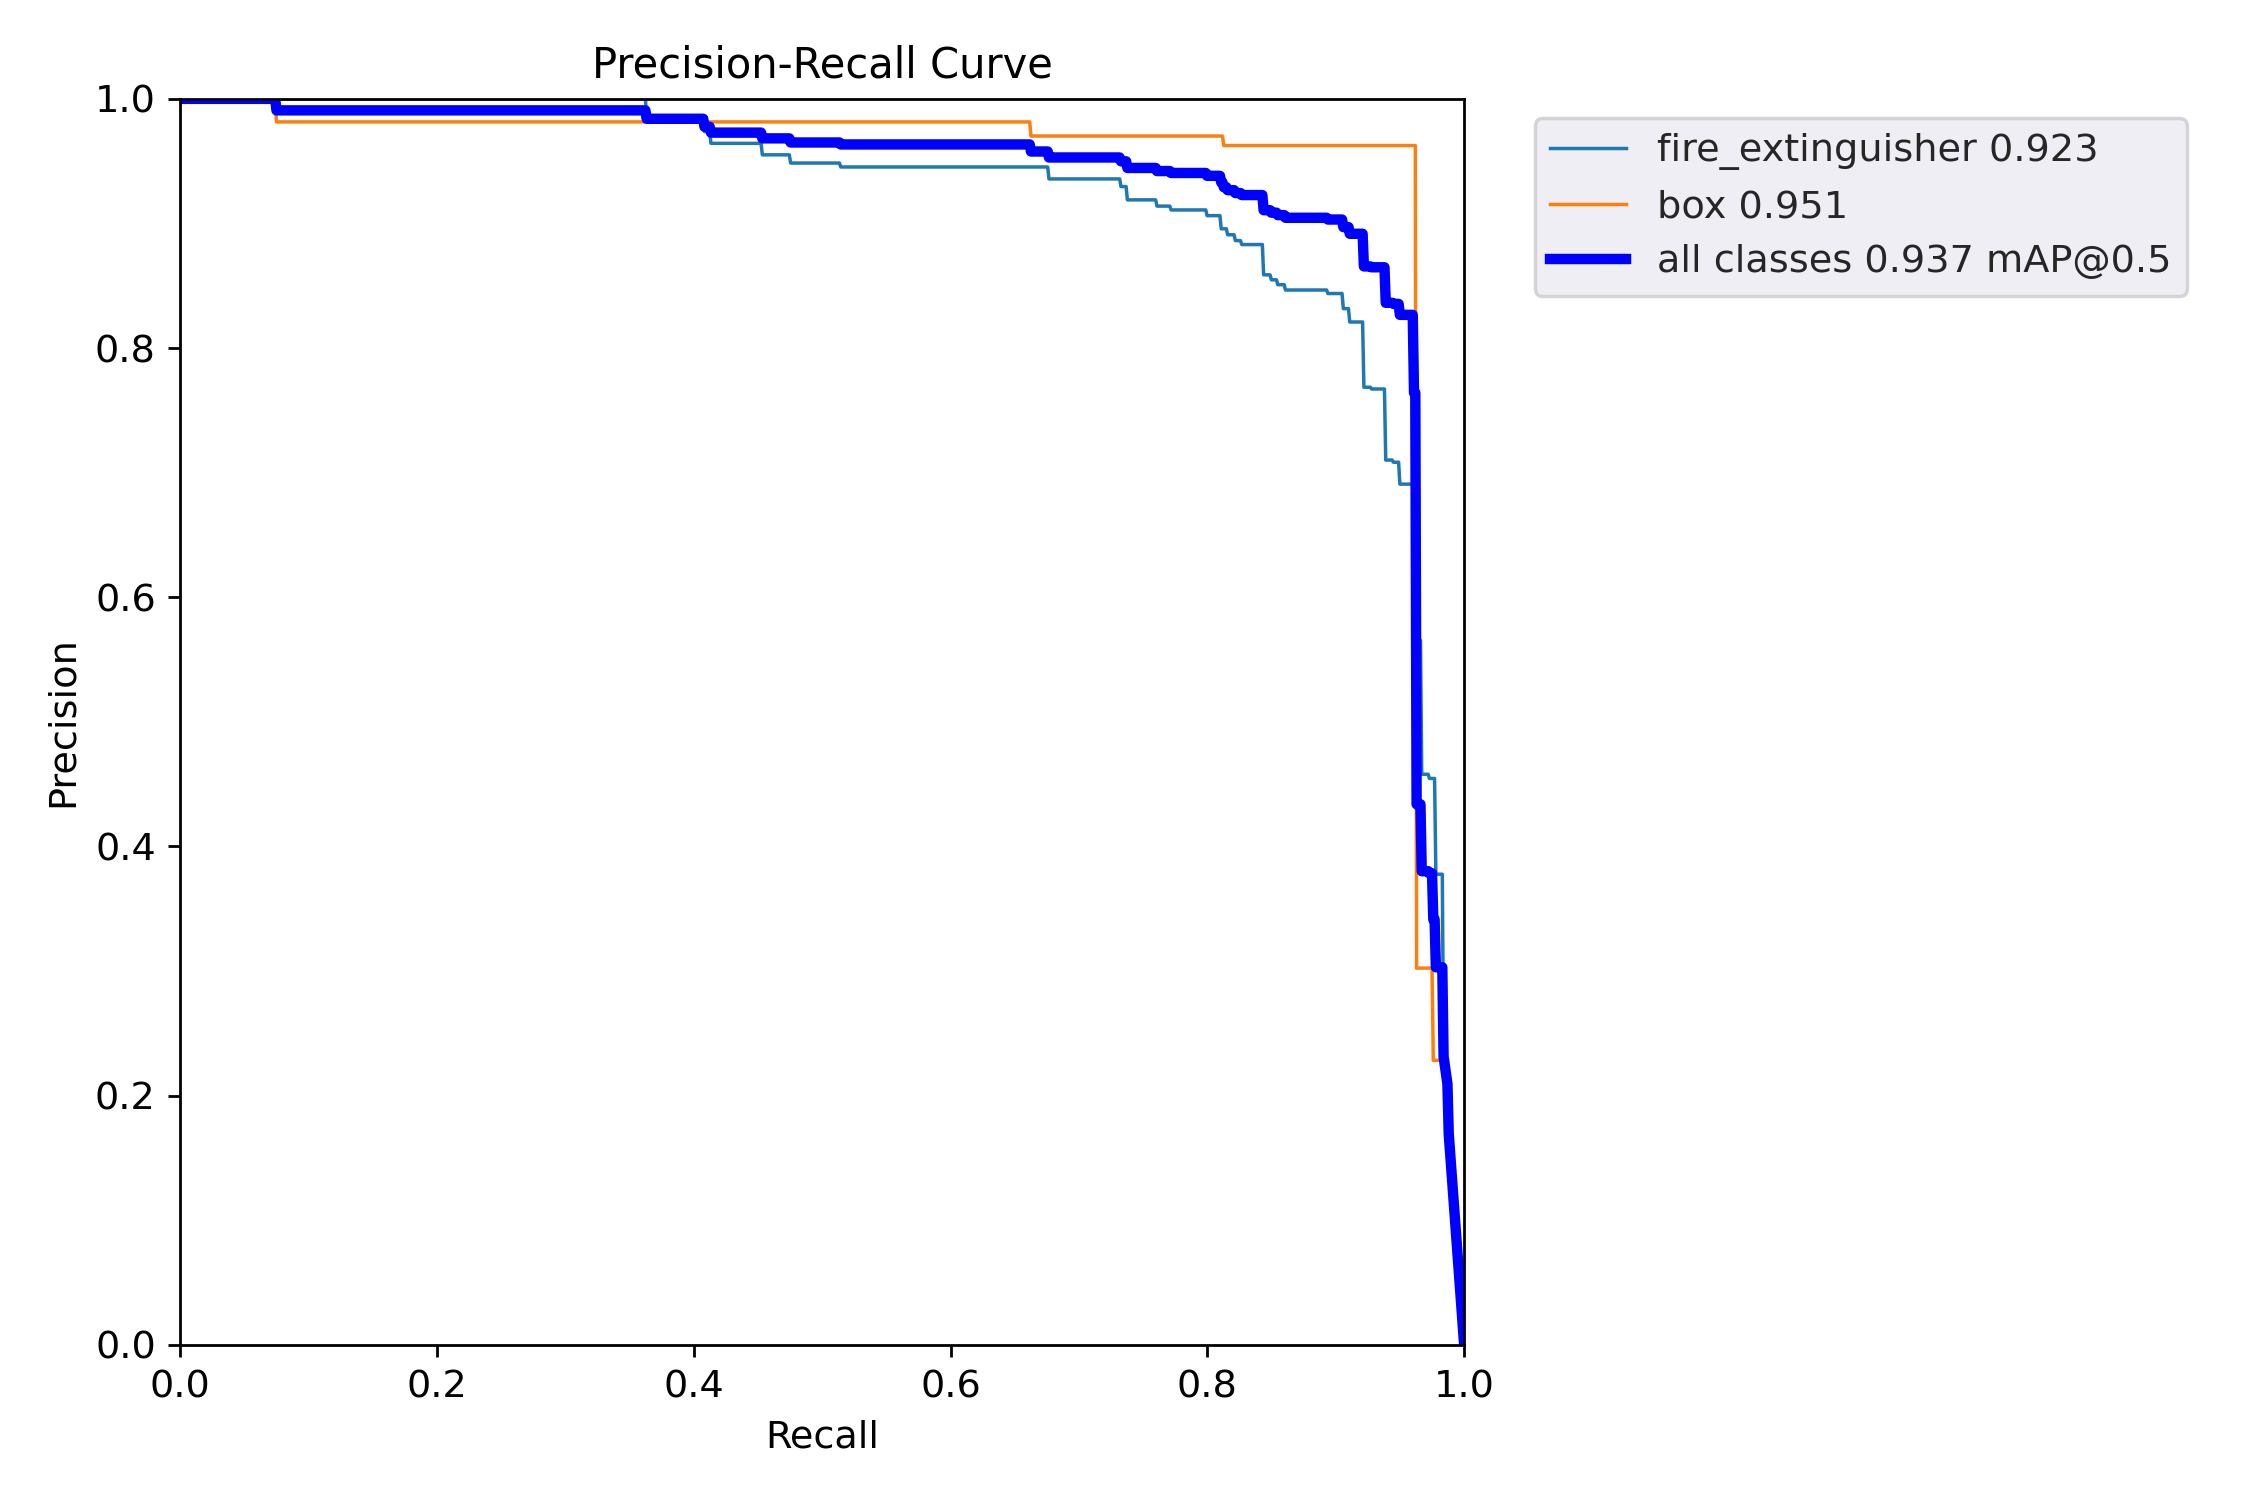 Precision-Recall Curve
fire_extinguisher 0.923
box 0.951
all classes 0.937 mAP@0.5
Precision
1.0
0.8
0.6
0.4
0.2
0.0
0.0 0.2 0.4 0.6 0.8 1.0
Recall